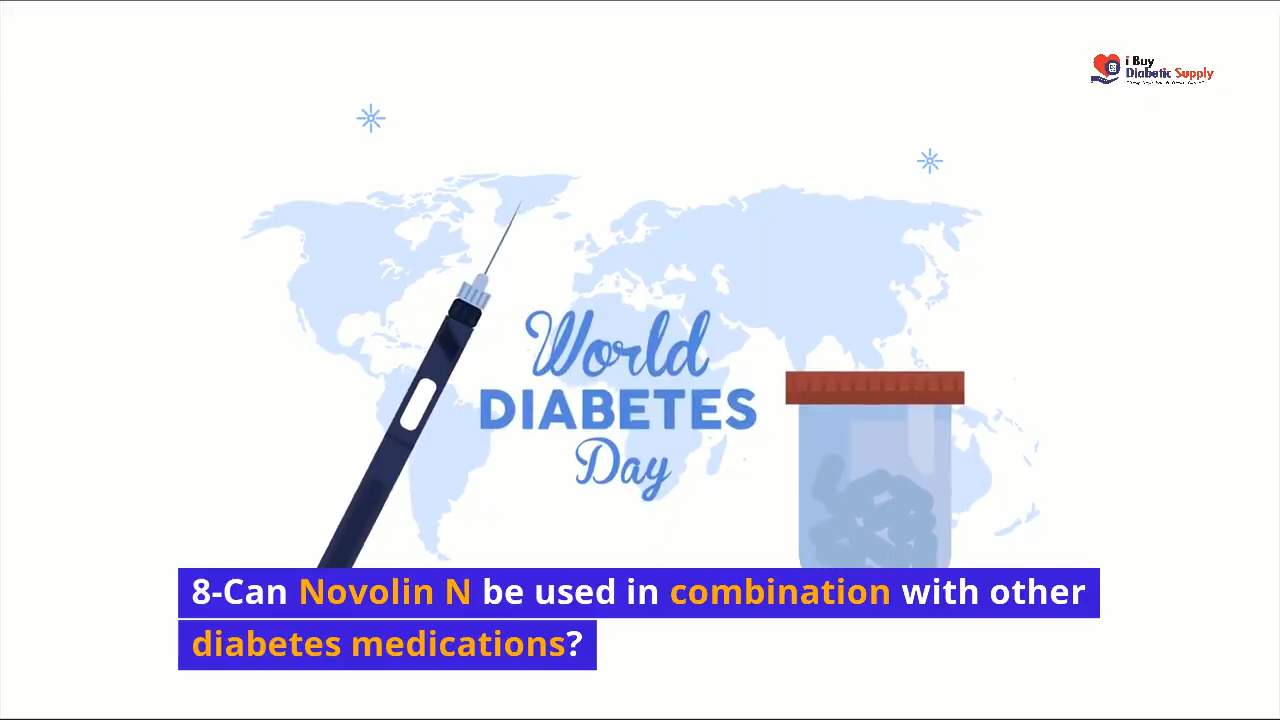 i Buy
Diabetic Supply
World
DIABETES
Day
8-Can Novolin N be used in combination with other
diabetes medications?